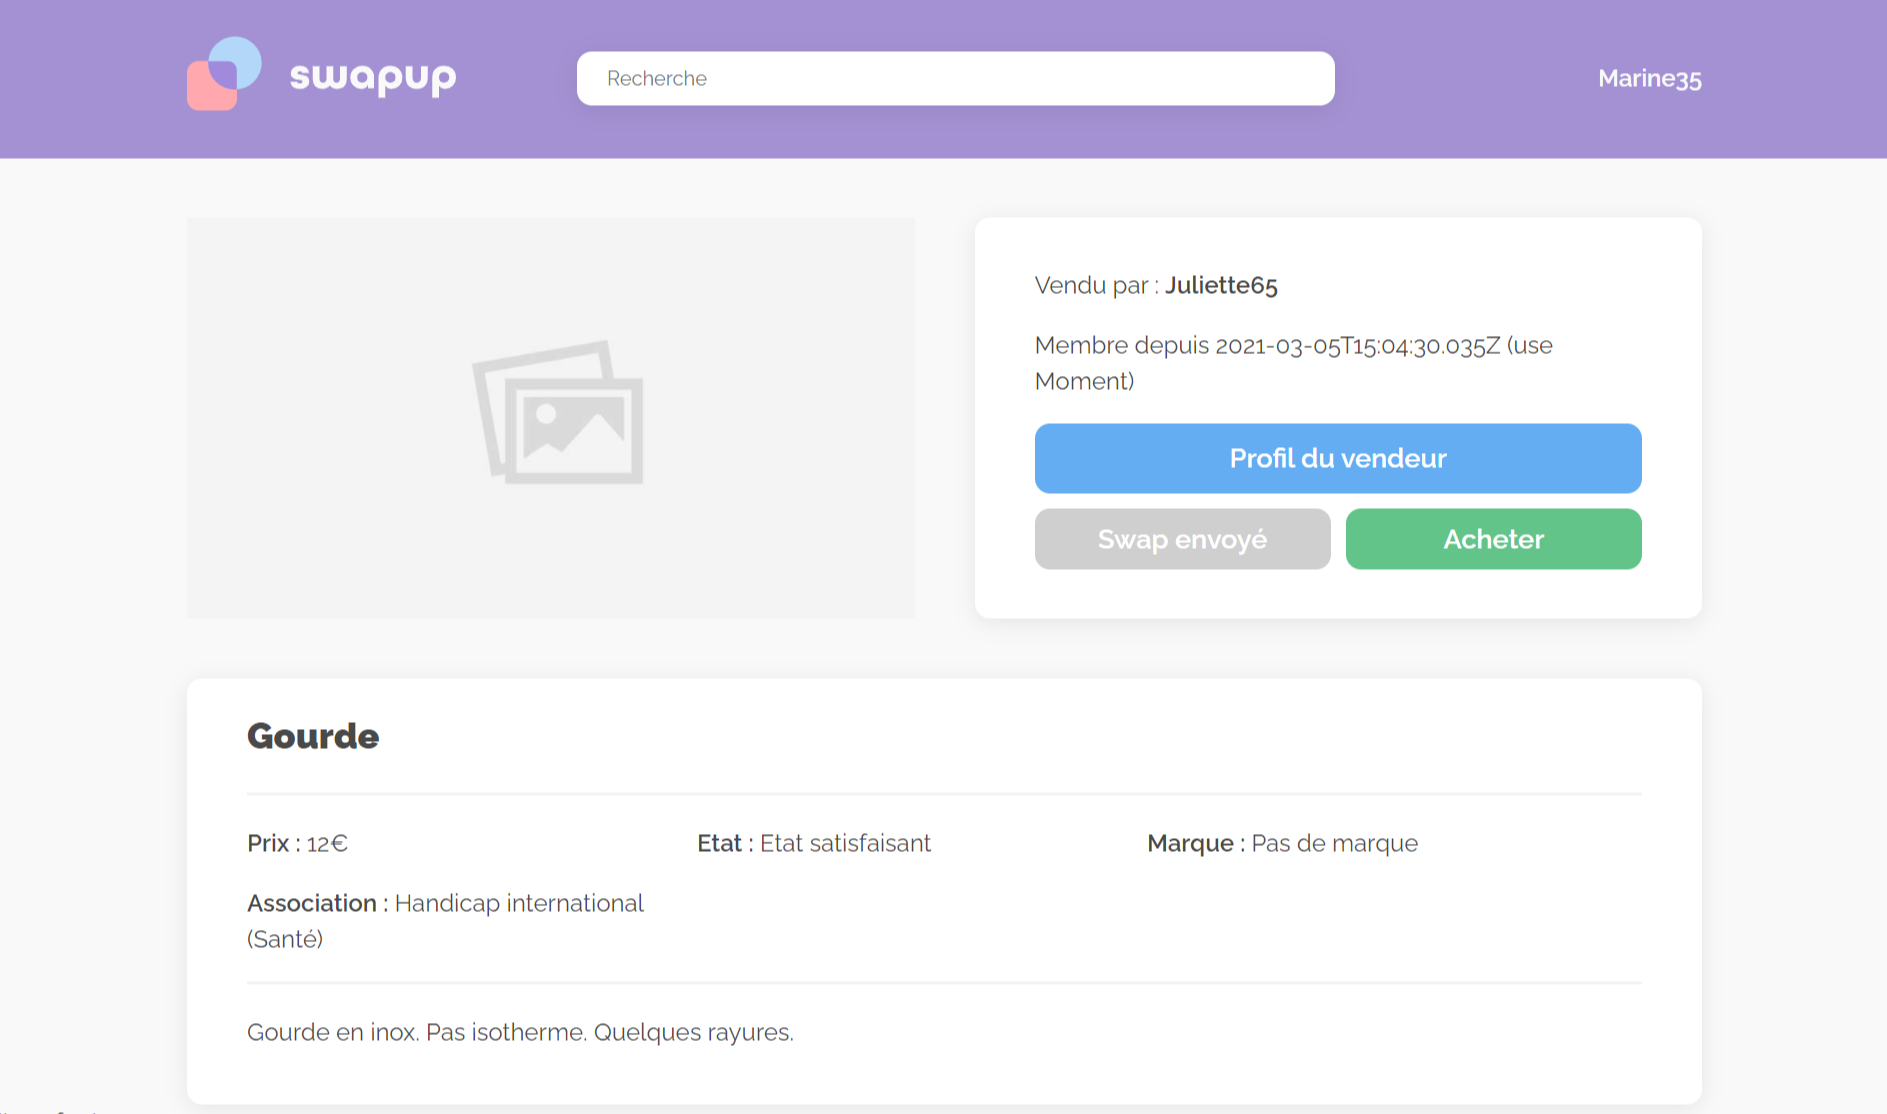 swapup
Recherche
Marine35
Vendu par : Juliette65
Membre depuis 2021-03-05T15:04:30.035Z (use
Moment)
Profil du vendeur
Swap envoyé
Acheter
Gourde
Prix : 12€
Etat : Etat satisfaisant
Marque : Pas de marque
Association : Handicap international
(Santé)
Gourde en inox. Pas isotherme. Quelques rayures.